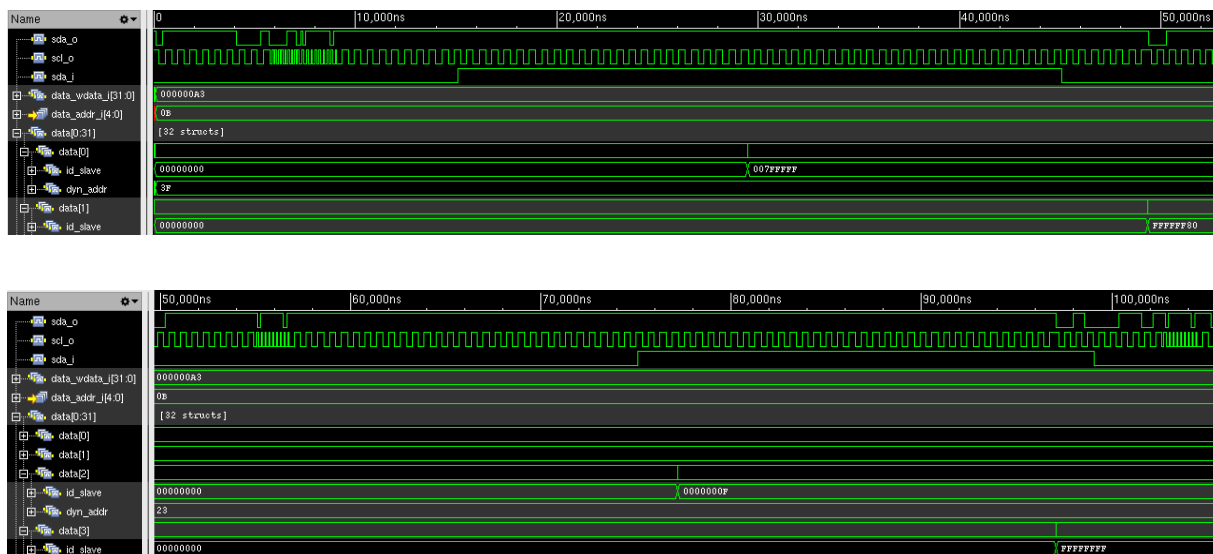 Name 0 10,000ns 20,000ns 30,000ns 40,000ns 50,000ns
sda_o
scl_o
sda_i
data_wdata_i[31:0] 000000A3
data_addr_i[4:0] 0B
data[0:31] [32 structs]
data[0]
id_slave 00000000 007FFFFF
dyn_addr 3F
data[1]
id_slave 00000000 FFFFFF80
Name 50,000ns 60,000ns 70,000ns 80,000ns 90,000ns 100,000ns
sda_o
scl_o
sda_i
data_wdata_i[31:0] 000000A3
data_addr_i[4:0] 0B
data[0:31] [32 structs]
data[0]
data[1]
data[2]
id_slave 00000000 0000000F
dyn_addr 23
data[3]
id_slave 00000000 FFFFFFFF